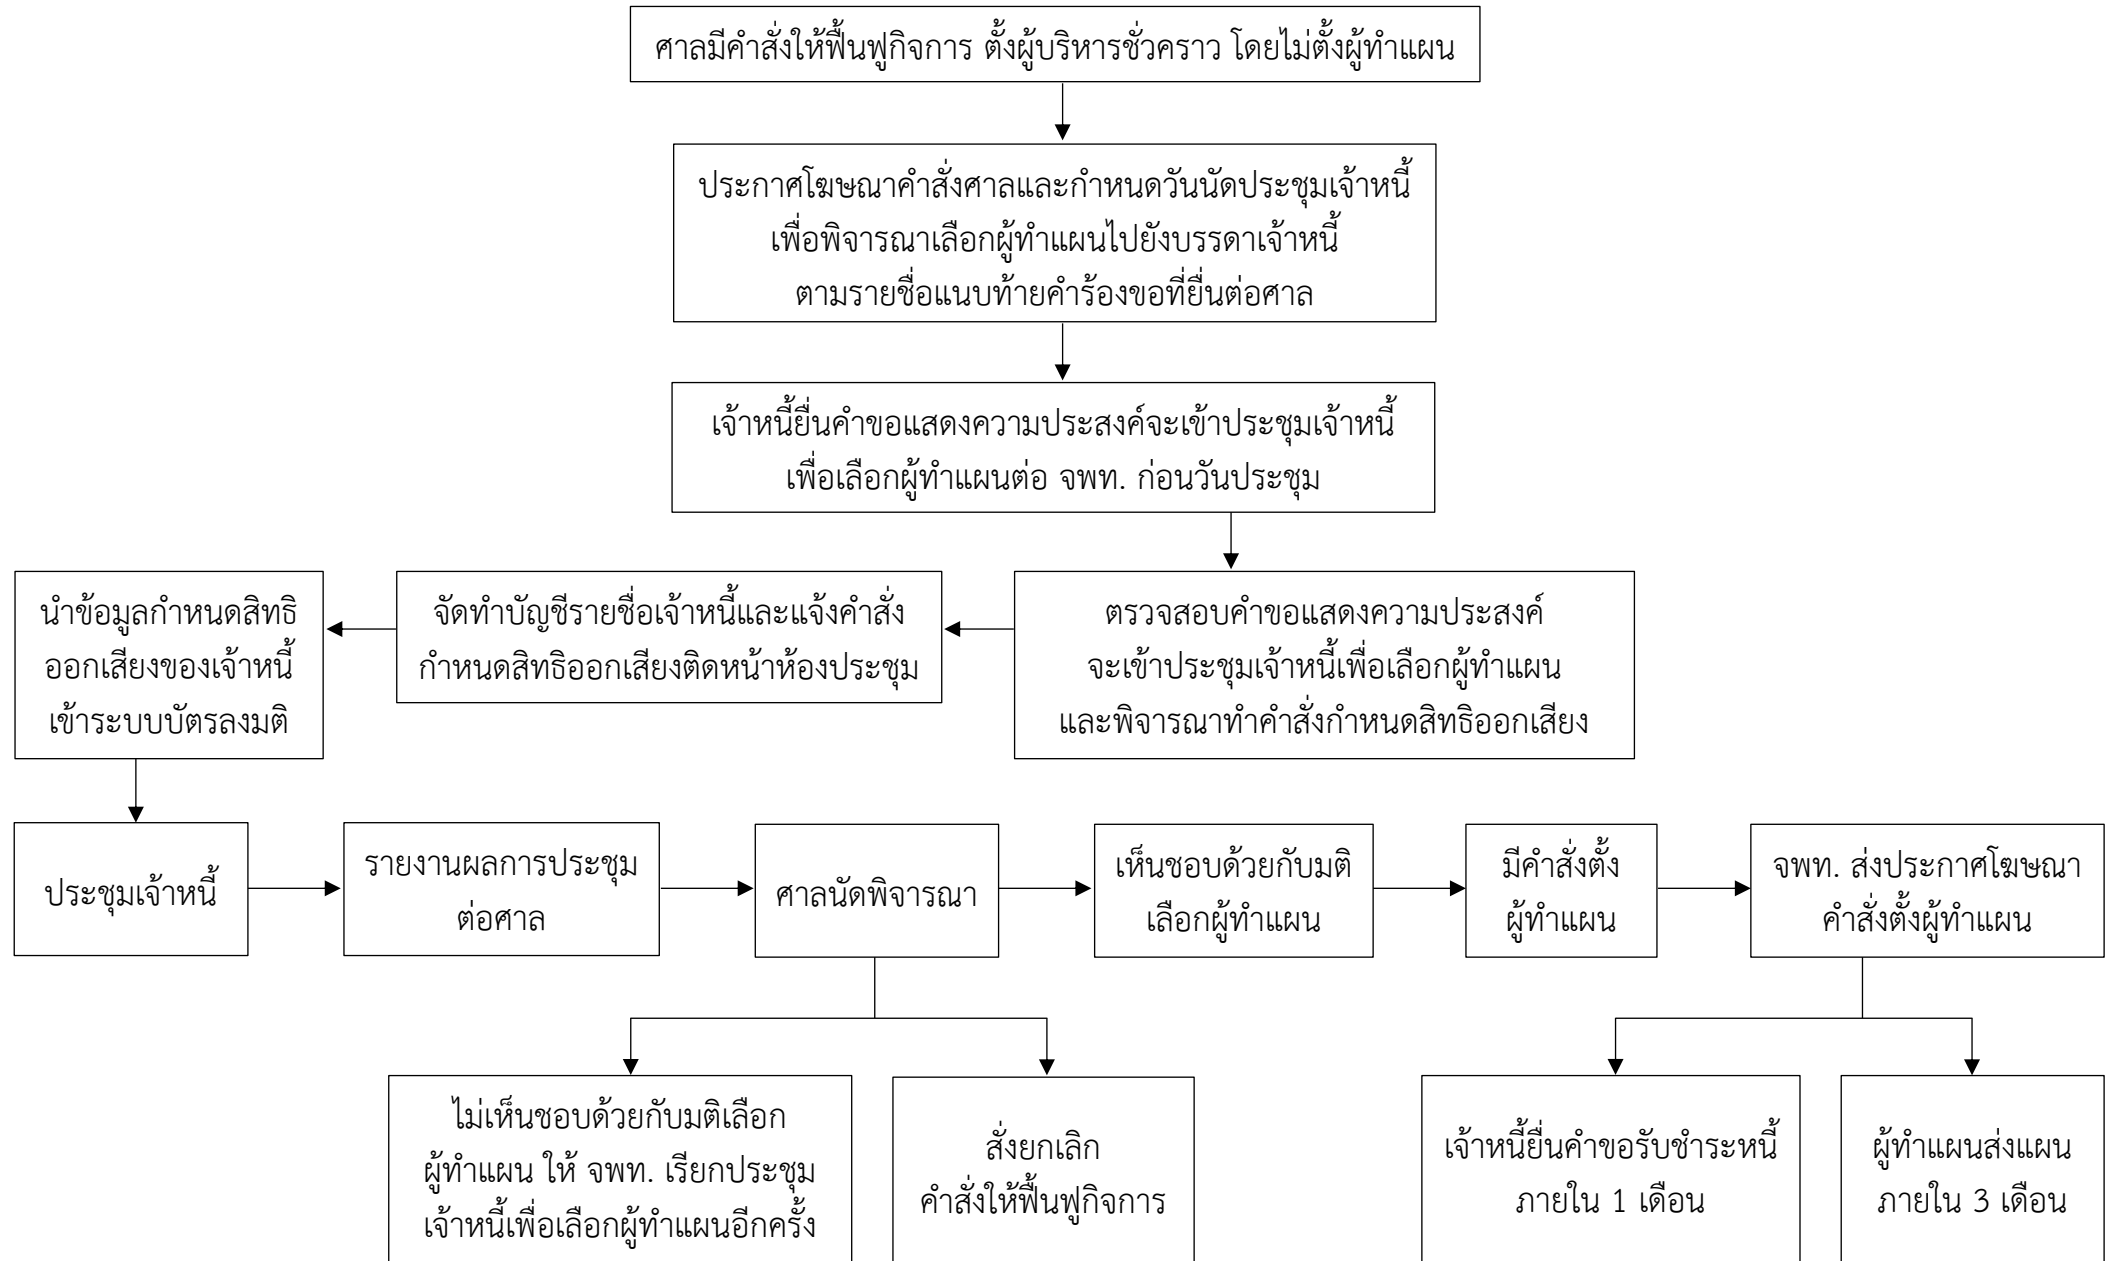 ศาลมีคำสั่งให้ฟื้นฟูกิจการ ตั้งผู้บริหารชั่วคราว โดยไม่ตั้งผู้ทำแผน
ประกาศโฆษณาคำสั่งศาลและกำหนดวันนัดประชุมเจ้าหนี้
เพื่อพิจารณาเลือกผู้ทำแผนไปยังบรรดาเจ้าหนี้
ตามรายชื่อแนบท้ายคำร้องขอที่ยื่นต่อศาล
เจ้าหนี้ยื่นคำขอแสดงความประสงค์จะเข้าประชุมเจ้าหนี้
เพื่อเลือกผู้ทำแผนต่อ จพท. ก่อนวันประชุม
ตรวจสอบคำขอแสดงความประสงค์
จะเข้าประชุมเจ้าหนี้เพื่อเลือกผู้ทำแผน
และพิจารณาทำคำสั่งกำหนดสิทธิออกเสียง
จัดทำบัญชีรายชื่อเจ้าหนี้และแจ้งคำสั่ง
กำหนดสิทธิออกเสียงติดหน้าห้องประชุม
นำข้อมูลกำหนดสิทธิ
ออกเสียงของเจ้าหนี้
เข้าระบบบัตรลงมติ
ประชุมเจ้าหนี้
รายงานผลการประชุม
ต่อศาล
ศาลนัดพิจารณา
เห็นชอบด้วยกับมติ
เลือกผู้ทำแผน
มีคำสั่งตั้ง
ผู้ทำแผน
จพท. ส่งประกาศโฆษณา
คำสั่งตั้งผู้ทำแผน
ไม่เห็นชอบด้วยกับมติเลือก
ผู้ทำแผน ให้ จพท. เรียกประชุม
เจ้าหนี้เพื่อเลือกผู้ทำแผนอีกครั้ง
สั่งยกเลิก
คำสั่งให้ฟื้นฟูกิจการ
เจ้าหนี้ยื่นคำขอรับชำระหนี้
ภายใน 1 เดือน
ผู้ทำแผนส่งแผน
ภายใน 3 เดือน